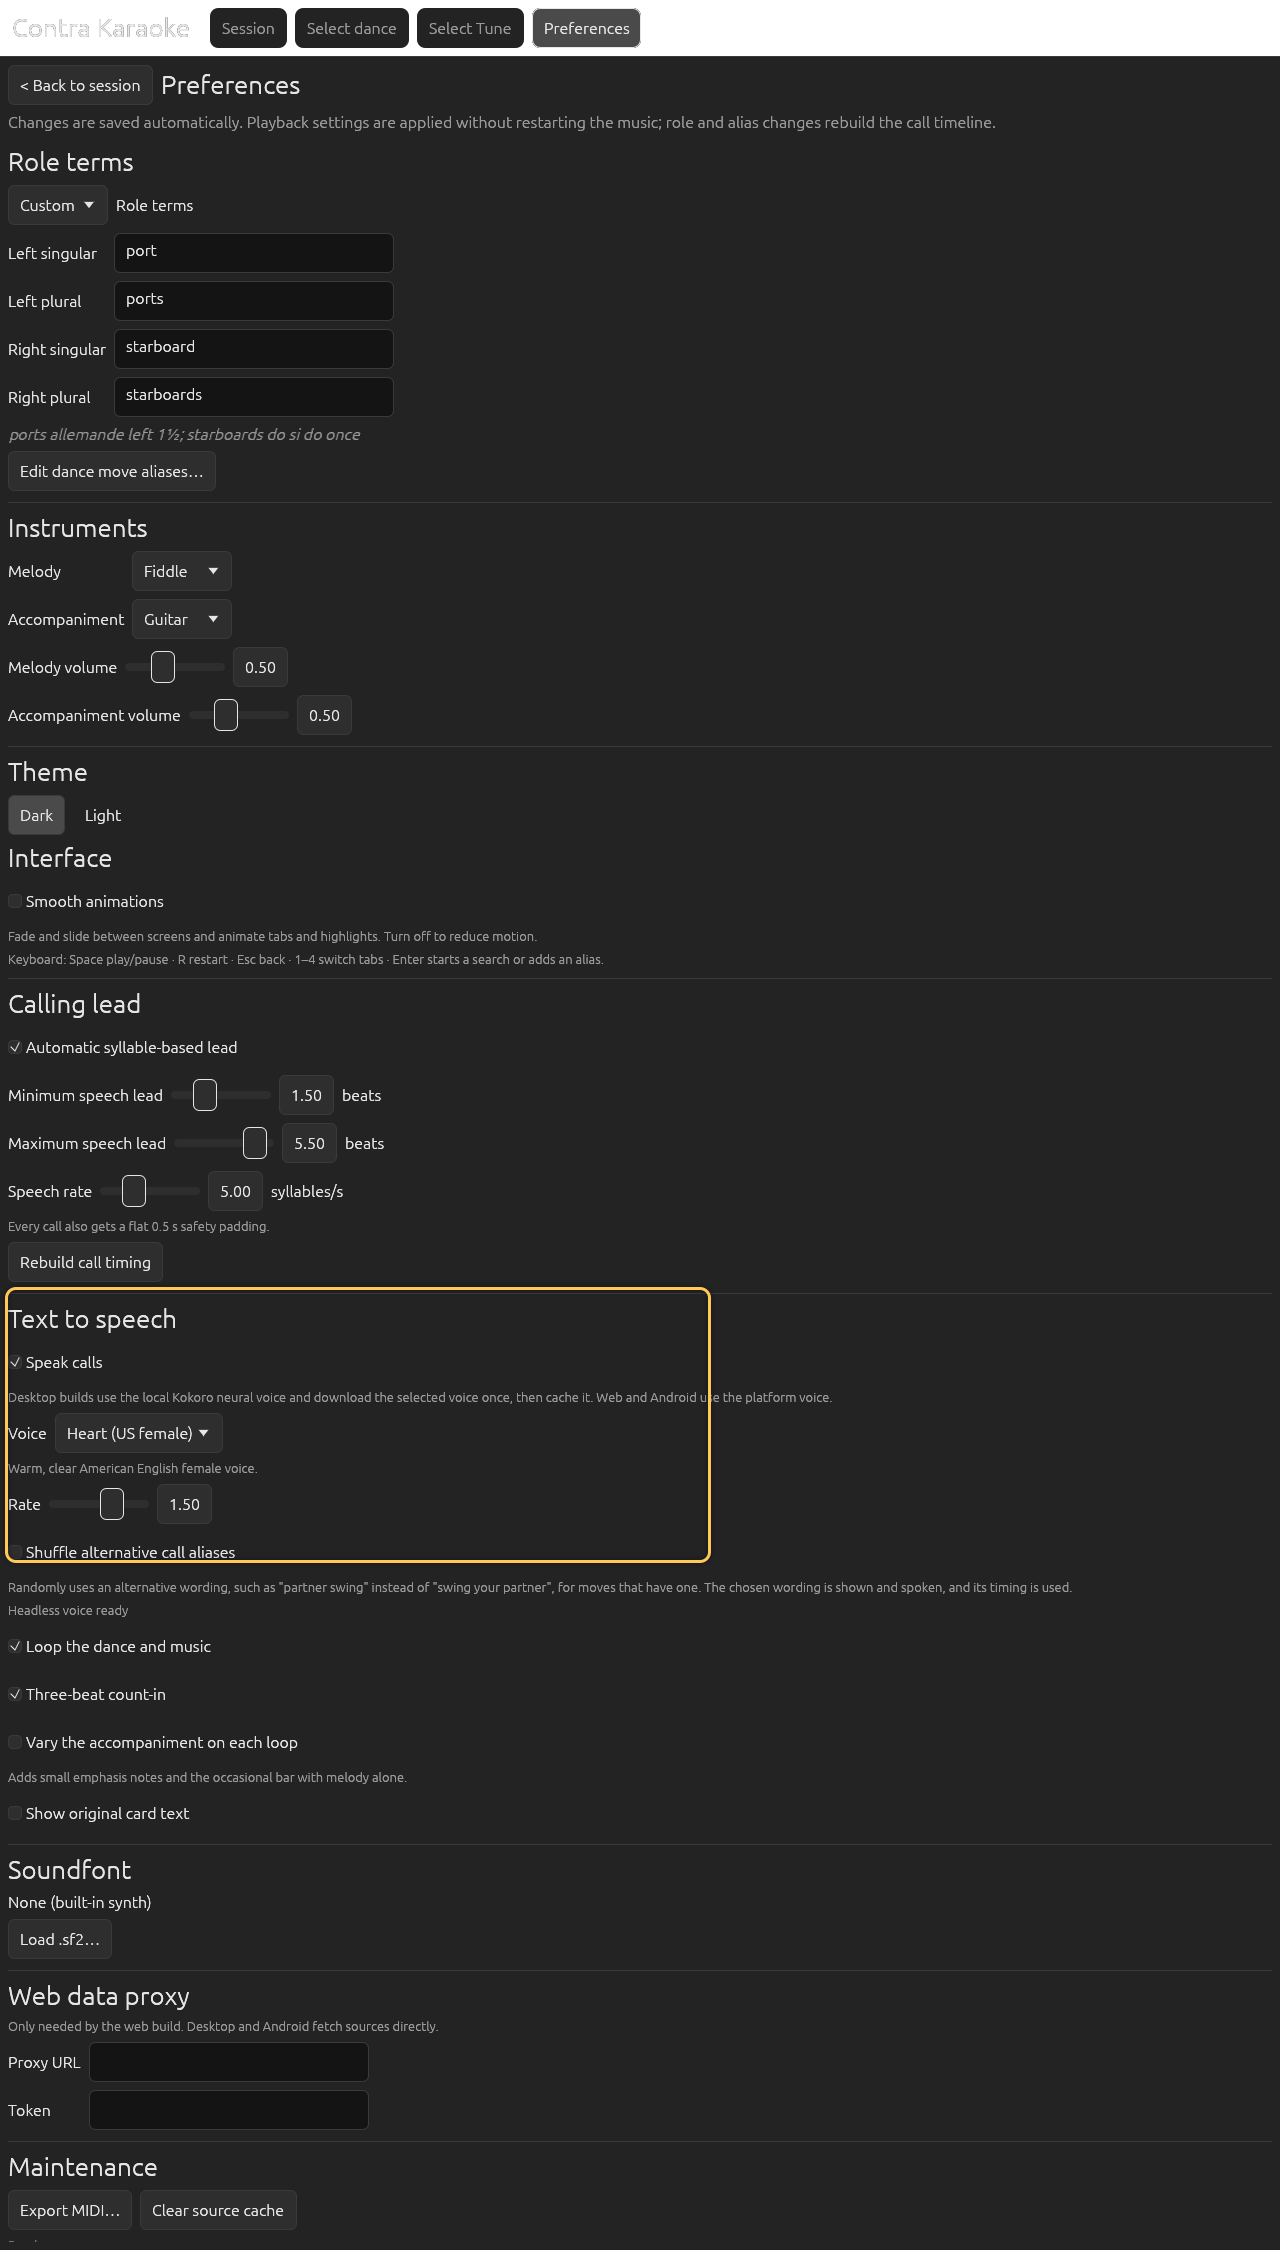 Contra Karaoke Session Select dance Select Tune Preferences
< Back to session Preferences
Changes are saved automatically. Playback settings are applied without restarting the music; role and alias changes rebuild the call timeline.
Role terms
Custom Role terms
Left singular port
Left plural ports
Right singular starboard
Right plural starboards
ports allemande left 1½; starboards do si do once
Edit dance move aliases...
Instruments
Melody Fiddle
Accompaniment Guitar
Melody volume 0.50
Accompaniment volume 0.50
Theme
Dark Light
Interface
Smooth animations
Fade and slide between screens and animate tabs and highlights. Turn off to reduce motion.
Keyboard: Space play/pause · R restart · Esc back · 1–4 switch tabs · Enter starts a search or adds an alias.
Calling lead
Automatic syllable-based lead
Minimum speech lead 1.50 beats
Maximum speech lead 5.50 beats
Speech rate 5.00 syllables/s
Every call also gets a flat 0.5 s safety padding.
Rebuild call timing
Text to speech
Speak calls
Desktop builds use the local Kokoro neural voice and download the selected voice once, then cache it. Web and Android use the platform voice.
Voice Heart (US female)
Warm, clear American English female voice.
Rate 1.50
Shuffle alternative call aliases
Randomly uses an alternative wording, such as "partner swing" instead of "swing your partner", for moves that have one. The chosen wording is shown and spoken, and its timing is used.
Headless voice ready
Loop the dance and music
Three-beat count-in
Vary the accompaniment on each loop
Adds small emphasis notes and the occasional bar with melody alone.
Show original card text
Soundfont
None (built-in synth)
Load .sf2...
Web data proxy
Only needed by the web build. Desktop and Android fetch sources directly.
Proxy URL
Token
Maintenance
Export MIDI... Clear source cache